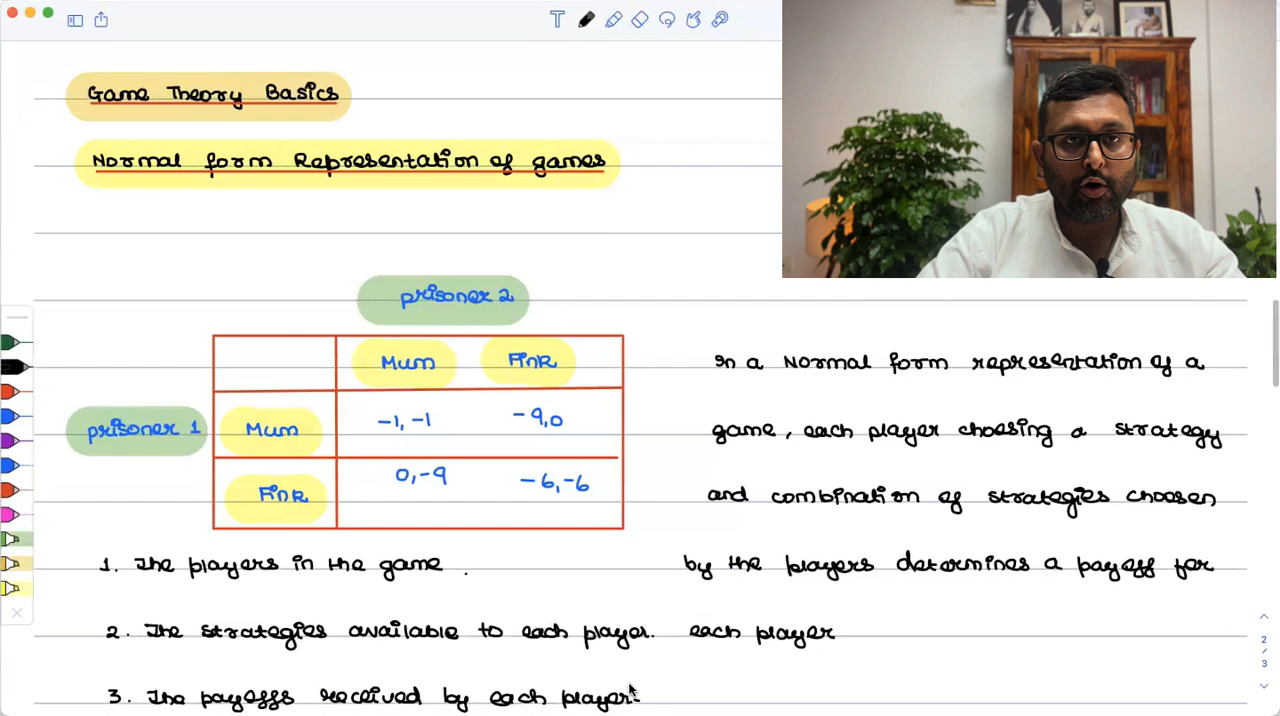 Game Theory Basics
Normal form Representation of games
prisoner 2
Mum Fink
prisoner 1 Mum -1, -1 -9,0
Fink 0,-9 -6,-6
In a Normal form representation of a
game, each player choosing a strategy
and combination of strategies choosen
by the players determines a payoff for
each player
1. The players in the game.
2. The strategies available to each player.
3. The payoffs received by each player.
2
/
3